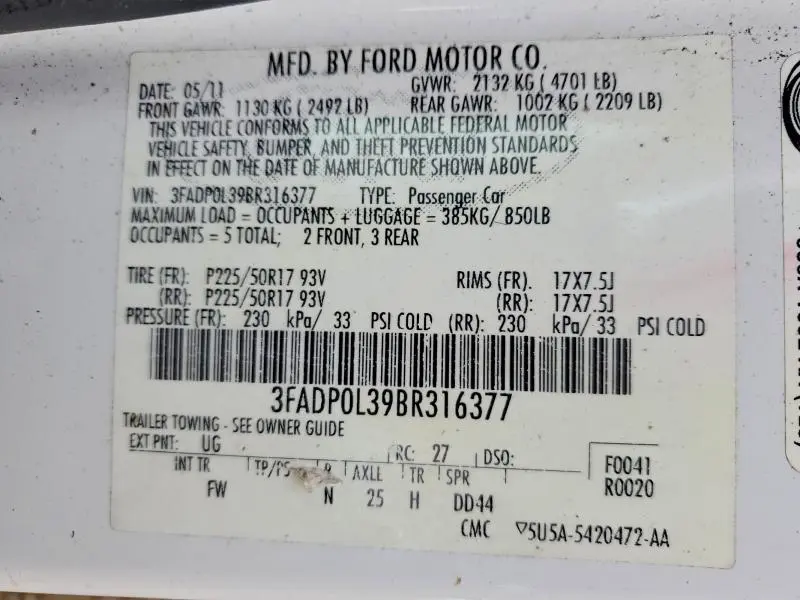 MFD. BY FORD MOTOR CO.
DATE: 05/11 GVWR: 2132 KG ( 4701 LB)
FRONT GAWR: 1130 KG ( 2492 LB) REAR GAWR: 1002 KG ( 2209 LB)
THIS VEHICLE CONFORMS TO ALL APPLICABLE FEDERAL MOTOR
VEHICLE SAFETY, BUMPER, AND THEFT PREVENTION STANDARDS
IN EFFECT ON THE DATE OF MANUFACTURE SHOWN ABOVE.
VIN: 3FADP0L39BR316377 TYPE: Passenger Car
MAXIMUM LOAD = OCCUPANTS + LUGGAGE = 385KG/ 850LB
OCCUPANTS = 5 TOTAL; 2 FRONT, 3 REAR
TIRE (FR): P225/50R17 93V RIMS (FR). 17X7.5J
(RR): P225/50R17 93V (RR): 17X7.5J
PRESSURE (FR): 230 kPa/ 33 PSI COLD (RR): 230 kPa/ 33 PSI COLD
3FADP0L39BR316377
TRAILER TOWING - SEE OWNER GUIDE
EXT PNT: UG RC: 27 DSO: F0041
INT TR TP/PS R AXLE TR SPR R0020
FW N 25 H DD44
CMC ▽5U5A-5420472-AA